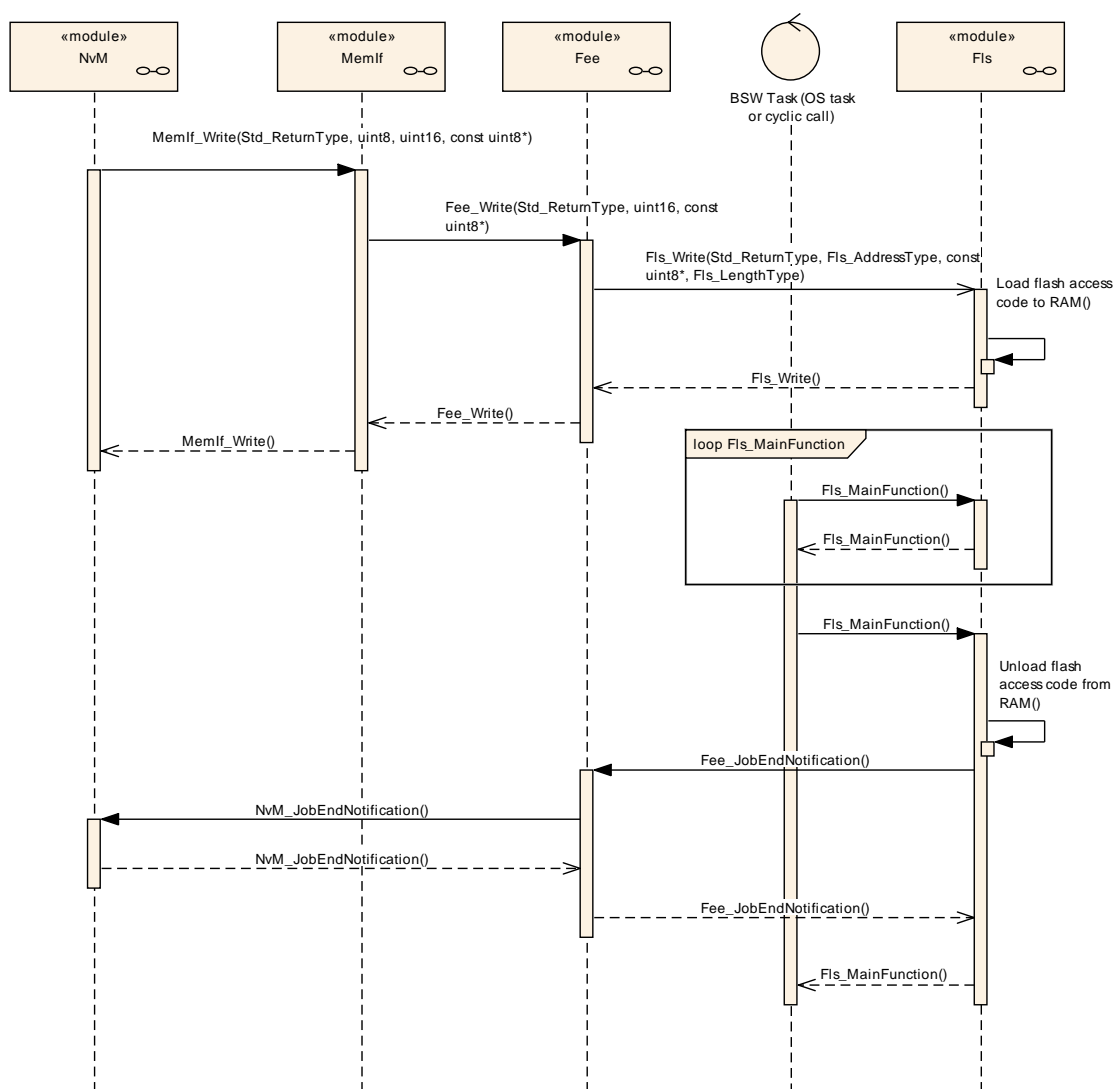 «module»
NvM
«module»
MemIf
«module»
Fee
BSW Task (OS task
or cyclic call)
«module»
Fls
MemIf_Write(Std_ReturnType, uint8, uint16, const uint8*)
Fee_Write(Std_ReturnType, uint16, const
uint8*)
Fls_Write(Std_ReturnType, Fls_AddressType, const
uint8*, Fls_LengthType)
Load flash access
code to RAM()
Fls_Write()
Fee_Write()
MemIf_Write()
loop Fls_MainFunction
Fls_MainFunction()
Fls_MainFunction()
Fls_MainFunction()
Unload flash
access code from
RAM()
Fee_JobEndNotification()
NvM_JobEndNotification()
NvM_JobEndNotification()
Fee_JobEndNotification()
Fls_MainFunction()